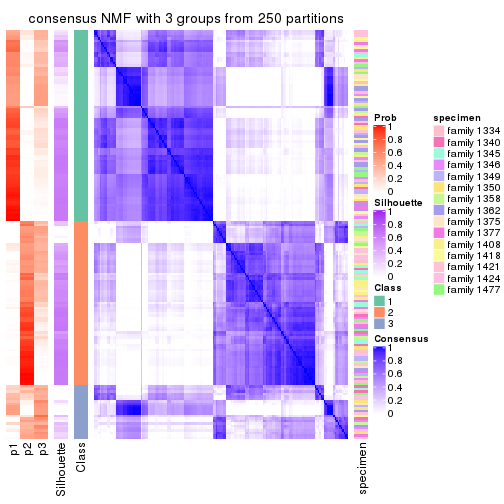 consensus NMF with 3 groups from 250 partitions
Prob
1
0.8
0.6
0.4
0.2
0
Silhouette
1
0.8
0.6
0.4
0.2
0
Class
1
2
3
Consensus
1
0.8
0.6
0.4
0.2
0
specimen
family 1334
family 1340
family 1345
family 1346
family 1349
family 1350
family 1358
family 1362
family 1375
family 1377
family 1408
family 1418
family 1421
family 1424
family 1477
p1
p2
p3
Silhouette
Class
specimen